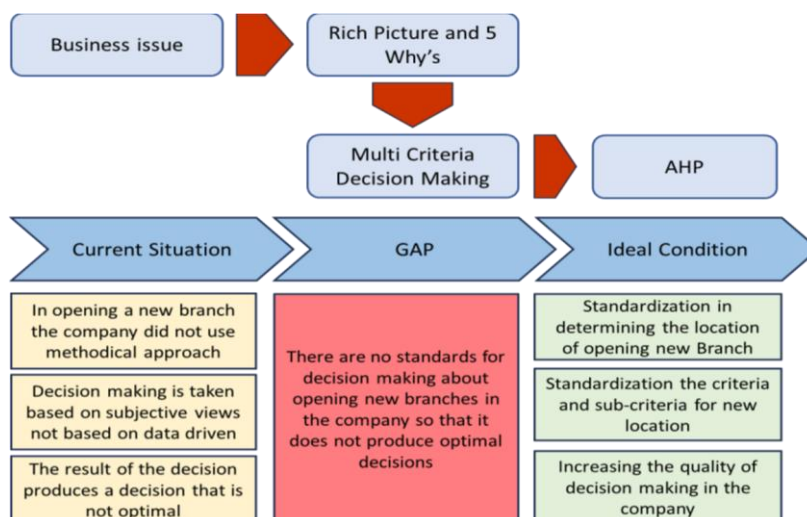 Business issue
Rich Picture and 5
Why's
Multi Criteria
Decision Making
AHP
Current Situation
GAP
Ideal Condition
In opening a new branch
the company did not use
methodical approach
Decision making is taken
based on subjective views
not based on data driven
The result of the decision
produces a decision that is
not optimal
There are no standards for
decision making about
opening new branches in
the company so that it
does not produce optimal
decisions
Standardization in
determining the location
of opening new Branch
Standardization the criteria
and sub-criteria for new
location
Increasing the quality of
decision making in the
company